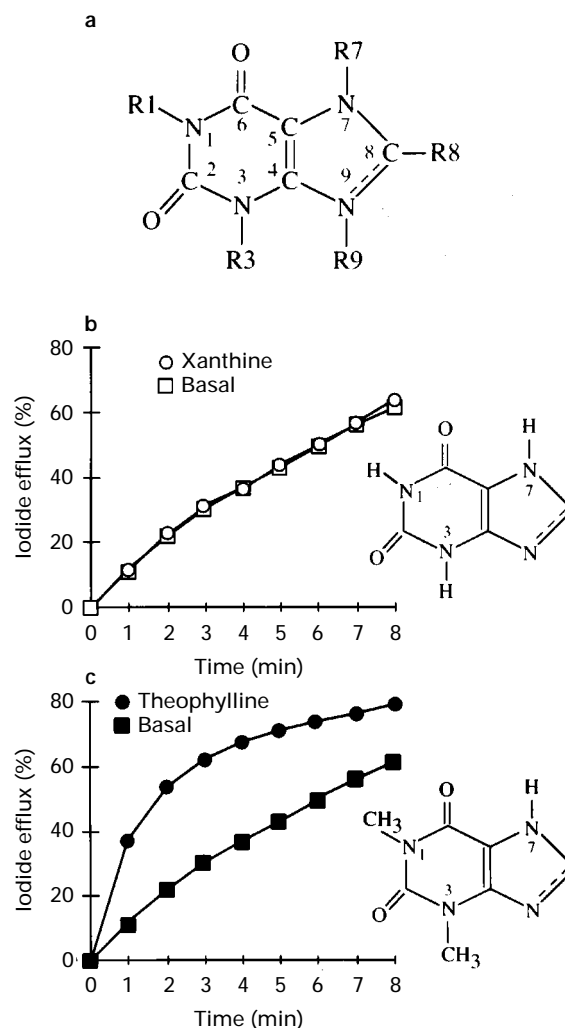 a
O R7
R1 C N
N 6 5 C 7
1 8 C R8
2 3 4 9
C N C N
O
R3 R9
b
80
60
40
20
0
Iodide efflux (%)
Xanthine
Basal
0 1 2 3 4 5 6 7 8
Time (min)
O H
H N 1 N 7
O N 3 N
H
c
80
60
40
20
0
Iodide efflux (%)
Theophylline
Basal
0 1 2 3 4 5 6 7 8
Time (min)
O H
CH3 N 1 N 7
O N 3 N
CH3